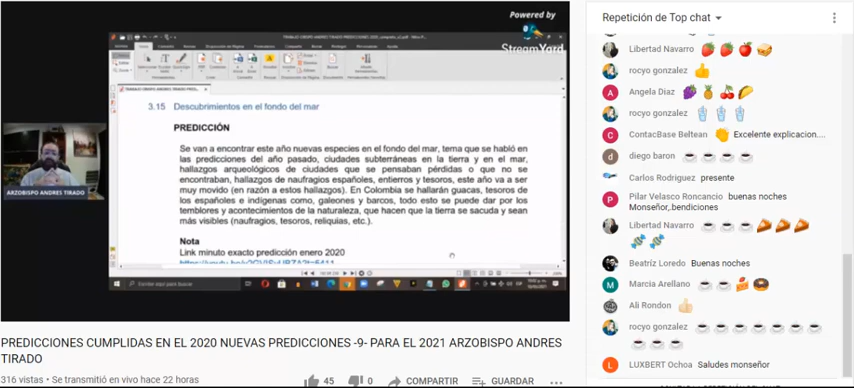 Powered by
StreamYard
3.15 Descubrimientos en el fondo del mar
PREDICCIÓN
Se van a encontrar este año nuevas especies en el fondo del mar, tema que se habló en
las predicciones del año pasado, ciudades subterráneas en la tierra y en el mar,
hallazgos arqueológicos de ciudades que se pensaban pérdidas o que no se
encontraban, hallazgos de naufragios españoles, entierros y tesoros, este año va a ser
muy movido (en razón a estos hallazgos). En Colombia se hallarán guacas, tesoros de
los españoles e indígenas como, galeones y barcos, todo esto se puede dar por los
temblores y acontecimientos de la naturaleza, que hacen que la tierra se sacuda y sean
más visibles (naufragios, tesoros, reliquias, etc.).
Nota
Link minuto exacto predicción enero 2020
ARZOBISPO ANDRES TIRADO
Escribe aquí para buscar
PREDICCIONES CUMPLIDAS EN EL 2020 NUEVAS PREDICCIONES -9- PARA EL 2021 ARZOBISPO ANDRES
TIRADO
316 vistas • Se transmitió en vivo hace 22 horas
45
0
COMPARTIR
GUARDAR
Repetición de Top chat
Libertad Navarro
rocyo gonzalez
Angela Diaz
rocyo gonzalez
ContacBase Beltean Excelente explicacion....
diego baron
Carlos Rodriguez presente
Pilar Velasco Roncancio buenas noches
Monseñor,.bendiciones
Libertad Navarro
Beatríz Loredo Buenas noches
Marcia Arellano
Ali Rondon
rocyo gonzalez
LUXBERT Ochoa Saludes monseñor